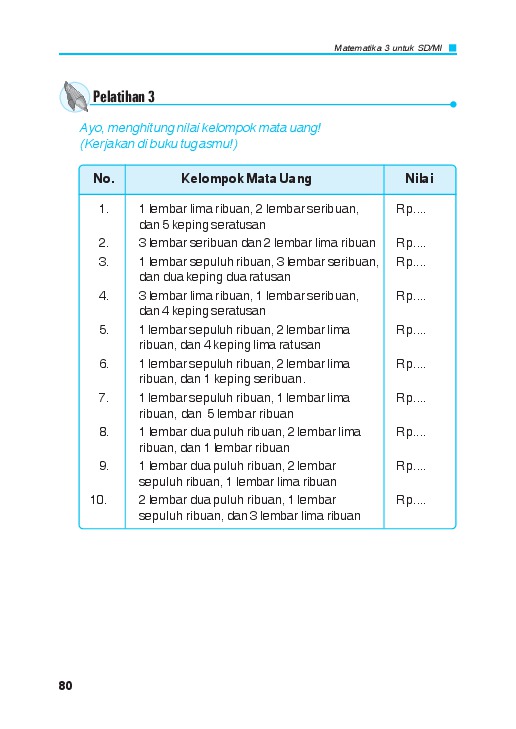 Matematika 3 untuk SD/MI
Pelatihan 3
Ayo, menghitung nilai kelompok mata uang!
(Kerjakan di buku tugasmu!)
No. Kelompok Mata Uang Nilai
1. 1 lembar lima ribuan, 2 lembar seribuan, Rp....
dan 5 keping seratusan
2. 3 lembar seribuan dan 2 lembar lima ribuan Rp....
3. 1 lembar sepuluh ribuan, 3 lembar seribuan, Rp....
dan dua keping dua ratusan
4. 3 lembar lima ribuan, 1 lembar seribuan, Rp....
dan 4 keping seratusan
5. 1 lembar sepuluh ribuan, 2 lembar lima Rp....
ribuan, dan 4 keping lima ratusan
6. 1 lembar sepuluh ribuan, 2 lembar lima Rp....
ribuan, dan 1 keping seribuan.
7. 1 lembar sepuluh ribuan, 1 lembar lima Rp....
ribuan, dan 5 lembar ribuan
8. 1 lembar dua puluh ribuan, 2 lembar lima Rp....
ribuan, dan 1 lembar ribuan
9. 1 lembar dua puluh ribuan, 2 lembar Rp....
sepuluh ribuan, 1 lembar lima ribuan
10. 2 lembar dua puluh ribuan, 1 lembar Rp....
sepuluh ribuan, dan 3 lembar lima ribuan
80